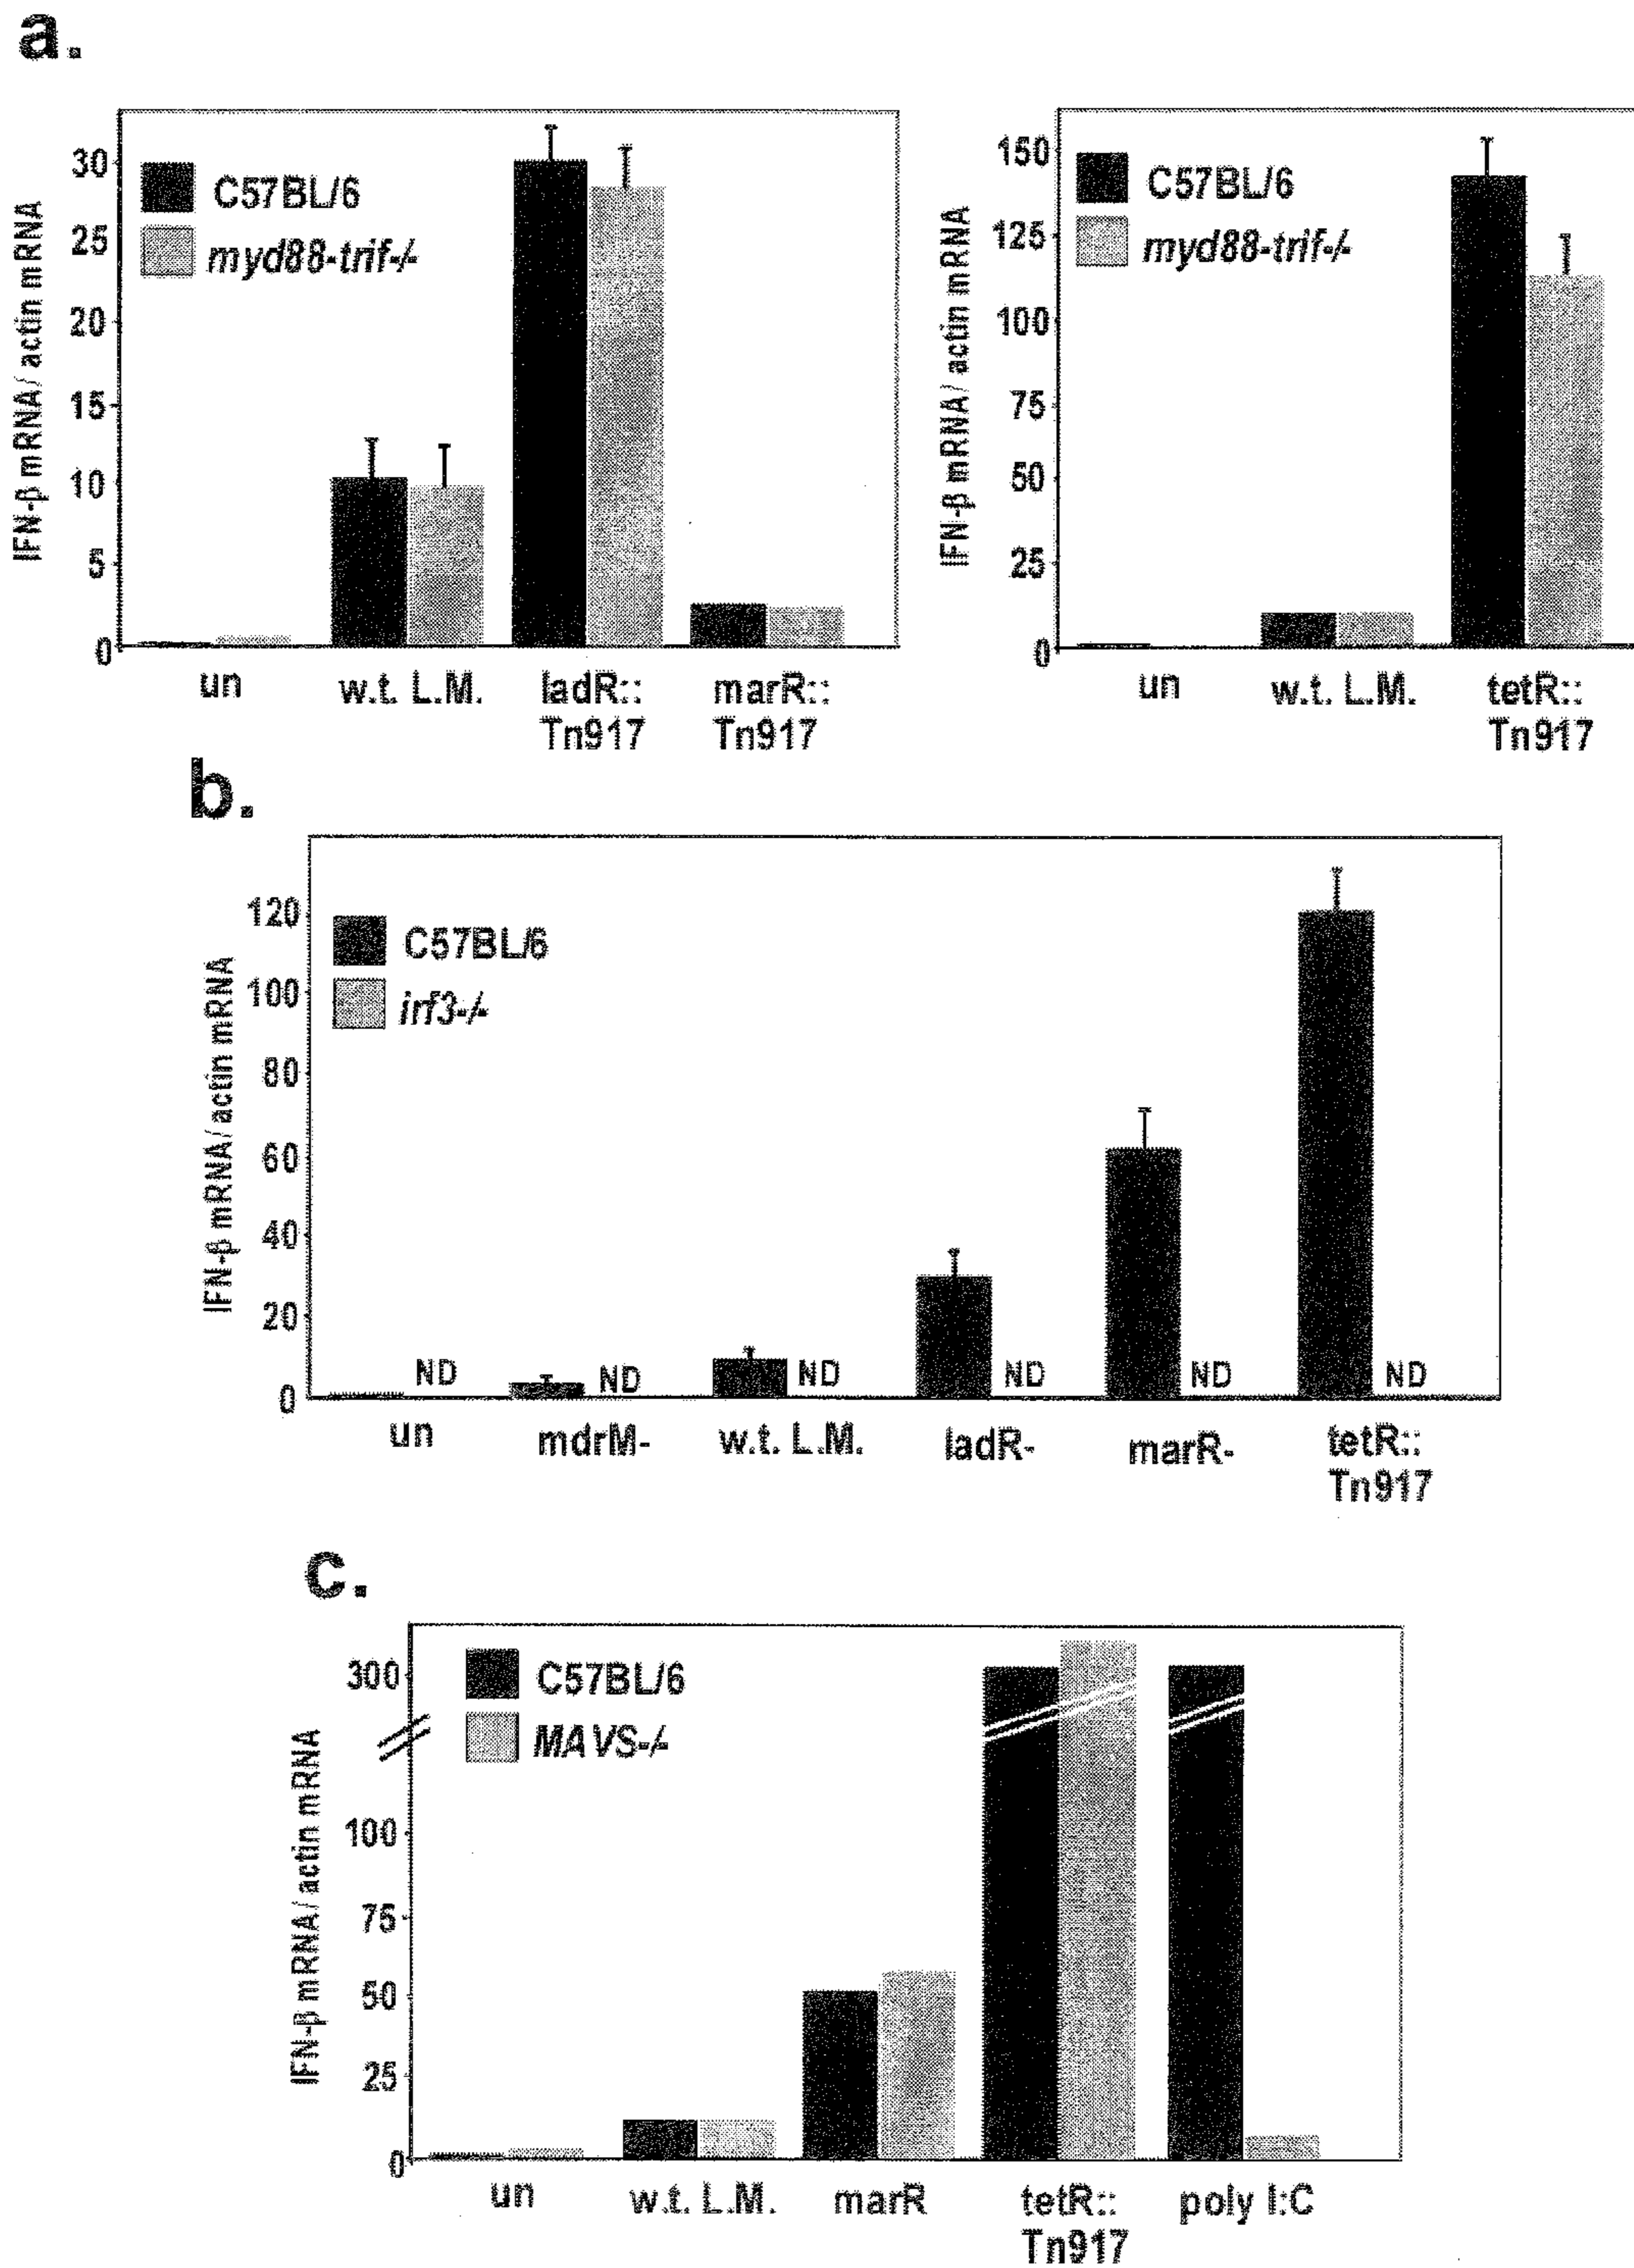 a.
IFN-β mRNA/ actin mRNA
30
25
20
15
10
5
0
C57BL/6
myd88-trif-/-
un
w.t. L.M.
ladR::
Tn917
marR::
Tn917
IFN-β mRNA/ actin mRNA
150
125
100
75
50
25
0
C57BL/6
myd88-trif-/-
un
w.t. L.M.
tetR::
Tn917
b.
IFN-β mRNA/ actin mRNA
120
100
80
60
40
20
0
C57BL/6
irf3-/-
ND
ND
ND
ND
ND
ND
un
mdrM-
w.t. L.M.
ladR-
marR-
tetR::
Tn917
c.
IFN-β mRNA/ actin mRNA
300
100
75
50
25
0
C57BL/6
MAVS-/-
un
w.t. L.M.
marR
tetR::
Tn917
poly I:C